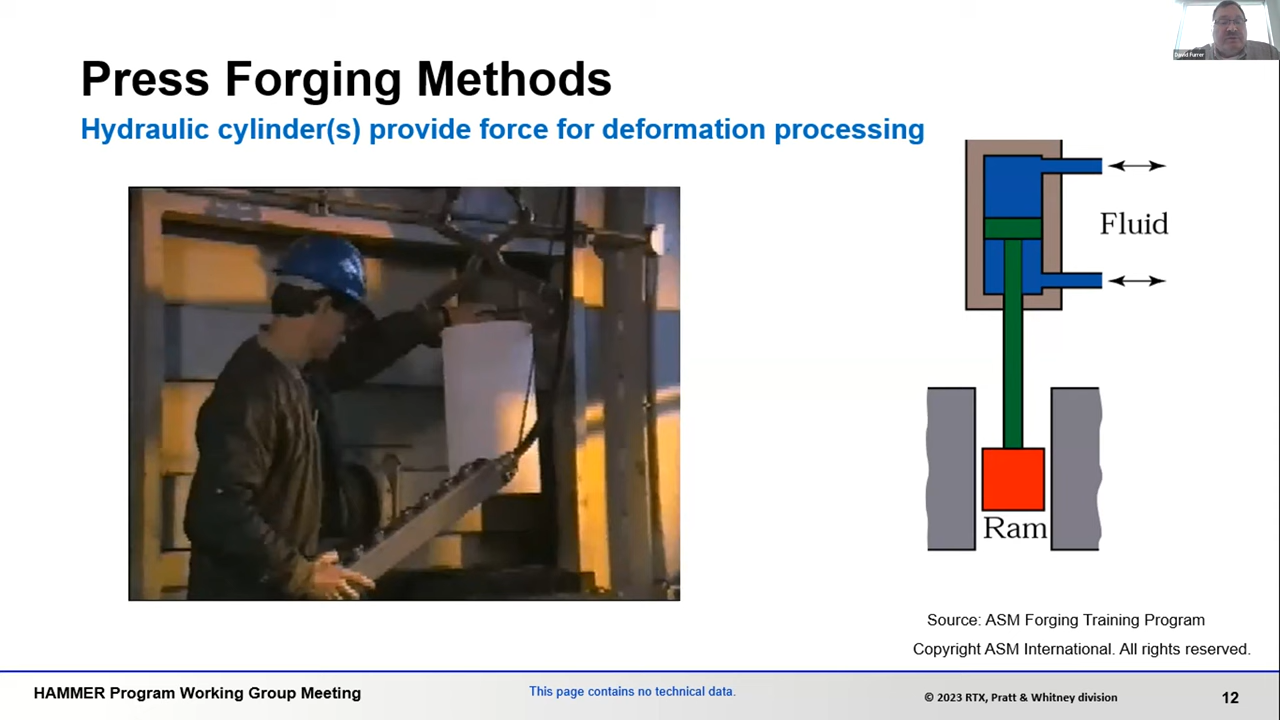 David Furrer
Press Forging Methods
Hydraulic cylinder(s) provide force for deformation processing
Fluid
Ram
Source: ASM Forging Training Program
Copyright ASM International. All rights reserved.
HAMMER Program Working Group Meeting
This page contains no technical data.
© 2023 RTX, Pratt & Whitney division
12